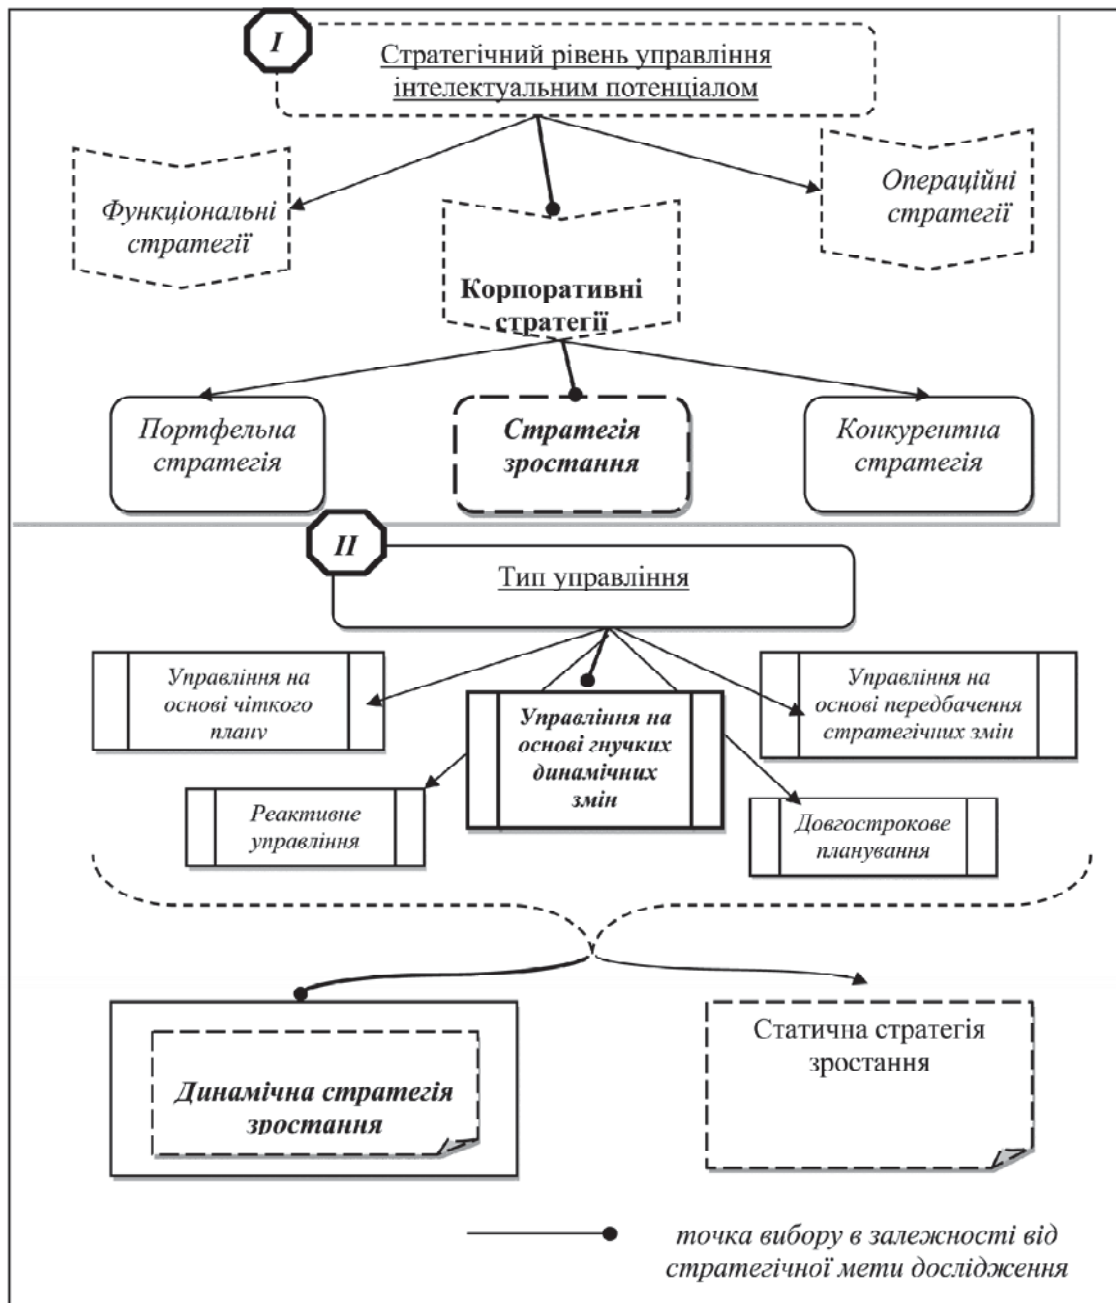 I
Стратегічний рівень управління
інтелектуальним потенціалом
Функціональні
стратегії
Операційні
стратегії
Корпоративні
стратегії
Портфельна
стратегія
Стратегія
зростання
Конкурентна
стратегія
II
Тип управління
Управління на
основі чіткого
плану
Управління на
основі гнучких
динамічних
змін
Управління на
основі передбачення
стратегічних змін
Реактивне
управління
Довгострокове
планування
Динамічна стратегія
зростання
Статична стратегія
зростання
точка вибору в залежності від
стратегічної мети дослідження